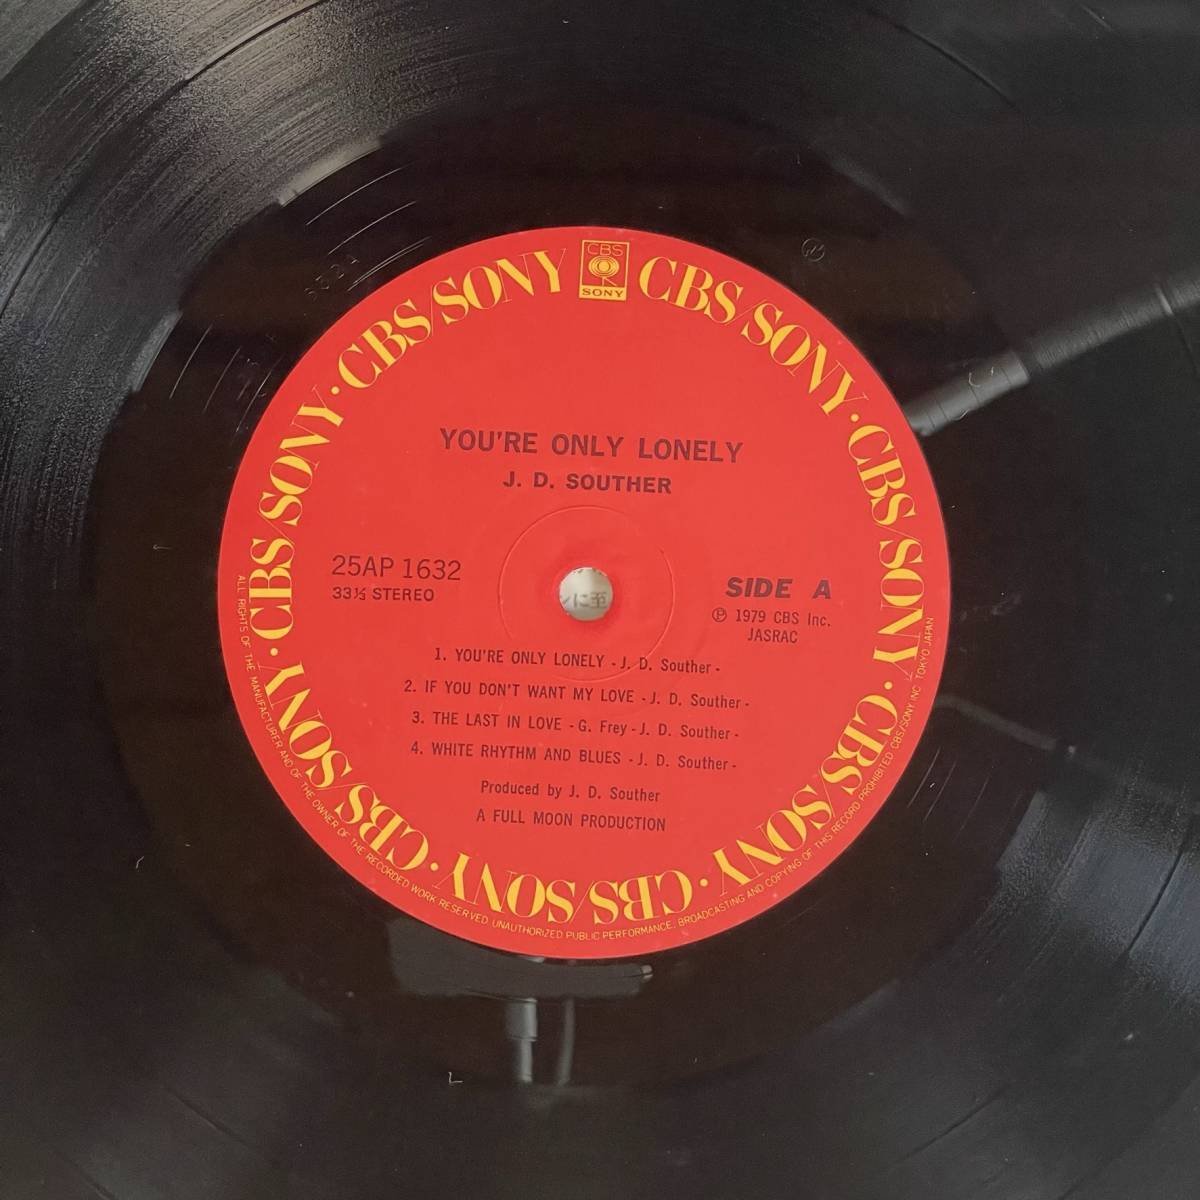 CBS
SONY
CBS/SONY · CBS/SONY · CBS/SONY · CBS/SONY · CBS/SONY · CBS/SONY · CBS/SONY · CBS/SONY
YOU'RE ONLY LONELY
J. D. SOUTHER
25AP 1632
33⅓ STEREO
SIDE A
Ⓟ 1979 CBS Inc.
JASRAC
ンに至
1. YOU'RE ONLY LONELY - J. D. Souther -
2. IF YOU DON'T WANT MY LOVE - J. D. Souther -
3. THE LAST IN LOVE - G. Frey - J. D. Souther -
4. WHITE RHYTHM AND BLUES - J. D. Souther -
Produced by J. D. Souther
A FULL MOON PRODUCTION
ALL RIGHTS OF THE MANUFACTURER AND OF THE OWNER OF THE RECORDED WORK RESERVED. UNAUTHORIZED PUBLIC PERFORMANCE, BROADCASTING AND COPYING OF THIS RECORD PROHIBITED CBS/SONY INC TOKYO JAPAN